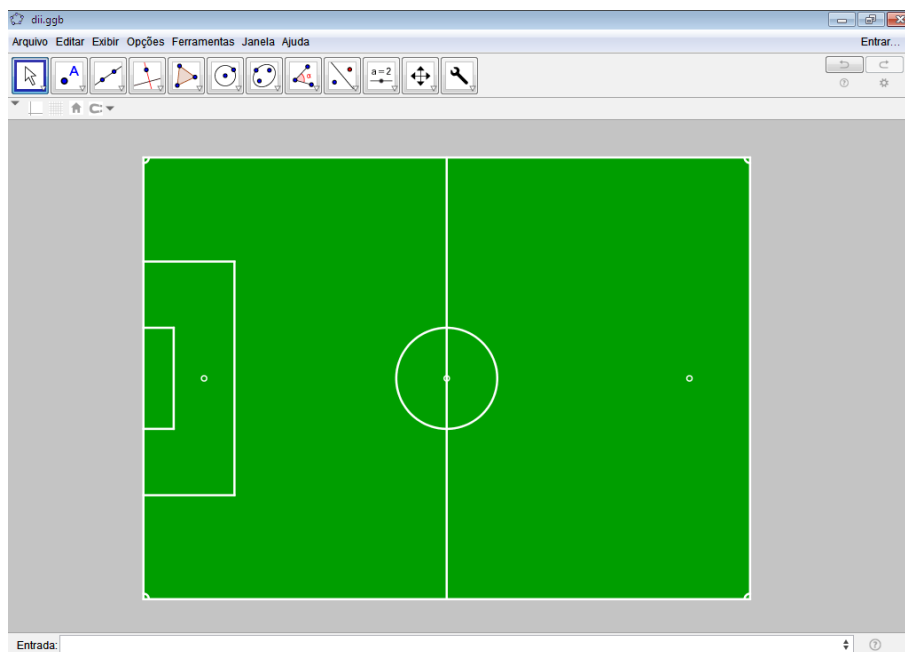 dii.ggb
Arquivo Editar Exibir Opções Ferramentas Janela Ajuda
Entrar...
A
α
a=2
Entrada: